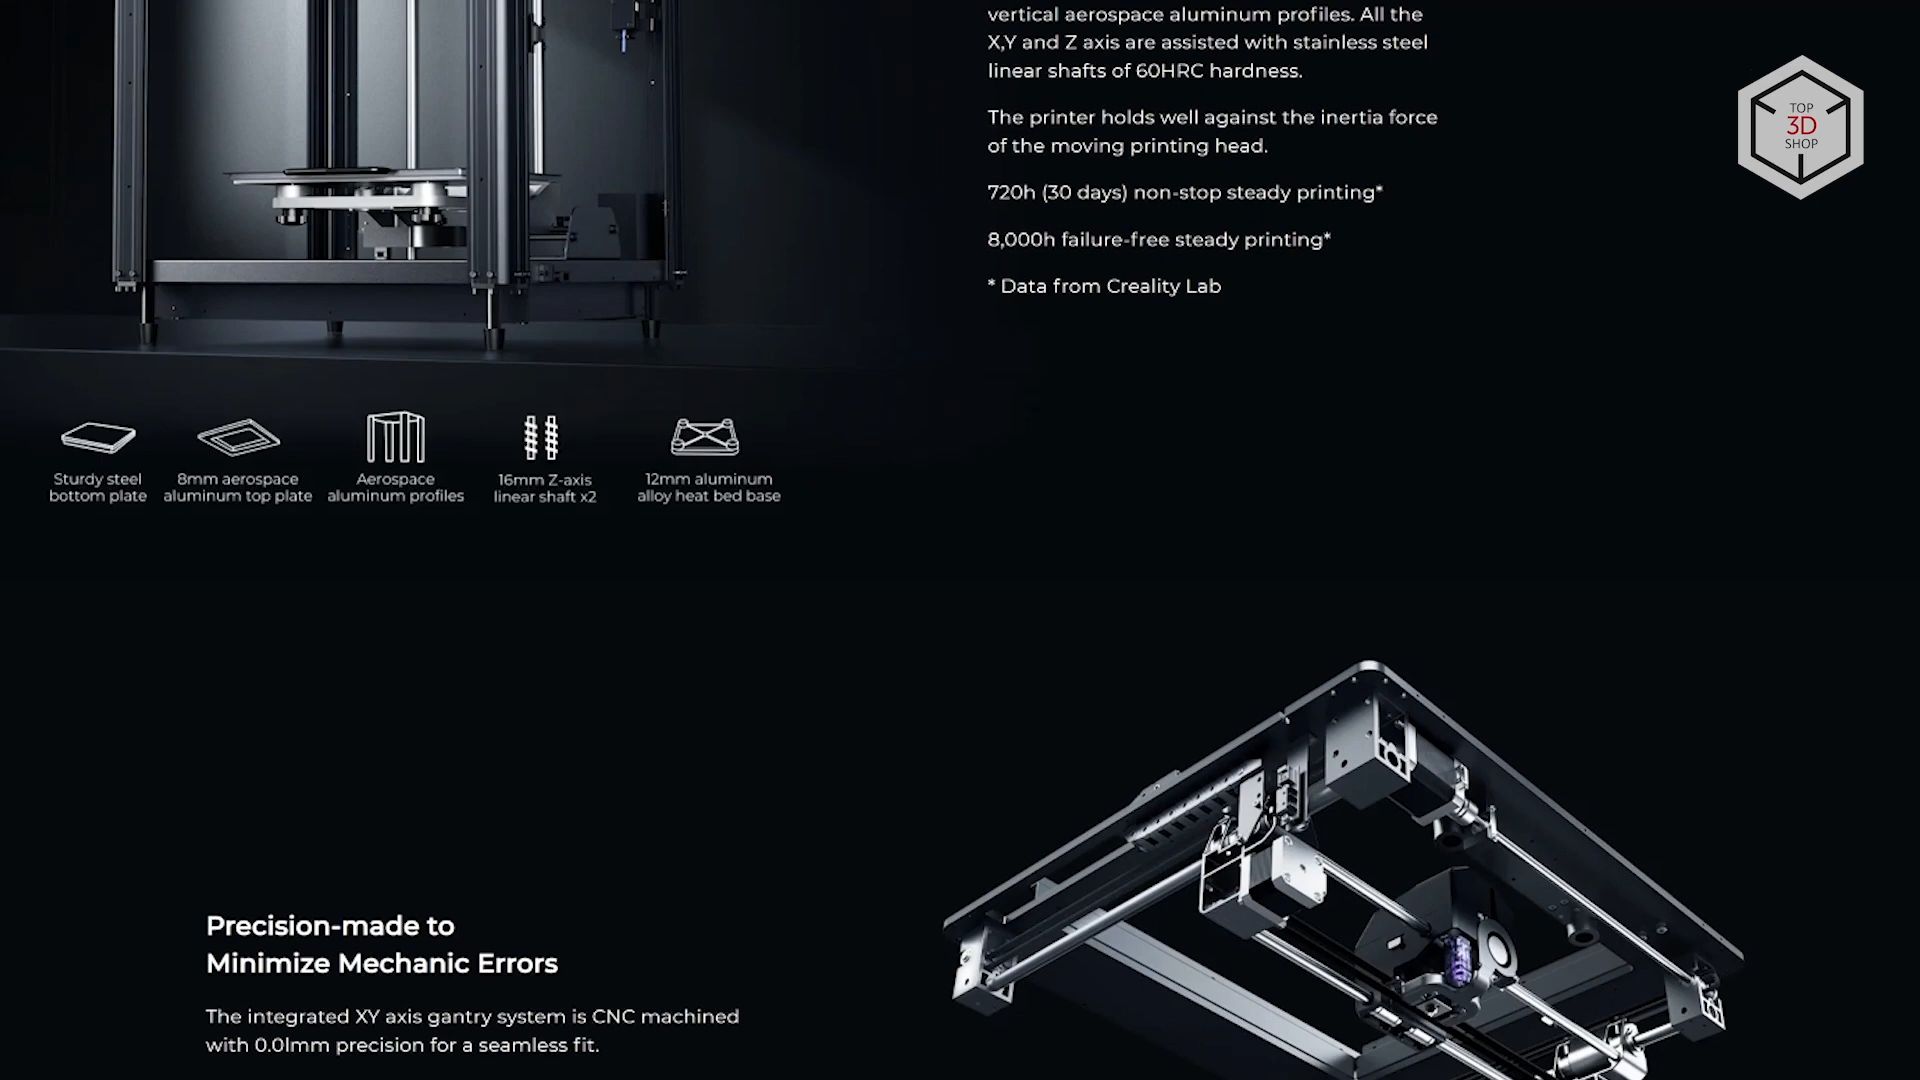 vertical aerospace aluminum profiles. All the
X,Y and Z axis are assisted with stainless steel
linear shafts of 60HRC hardness.
The printer holds well against the inertia force
of the moving printing head.
720h (30 days) non-stop steady printing*
8,000h failure-free steady printing*
* Data from Creality Lab
TOP
3D
SHOP
Sturdy steel
bottom plate
8mm aerospace
aluminum top plate
Aerospace
aluminum profiles
16mm Z-axis
linear shaft x2
12mm aluminum
alloy heat bed base
Precision-made to
Minimize Mechanic Errors
The integrated XY axis gantry system is CNC machined
with 0.01mm precision for a seamless fit.